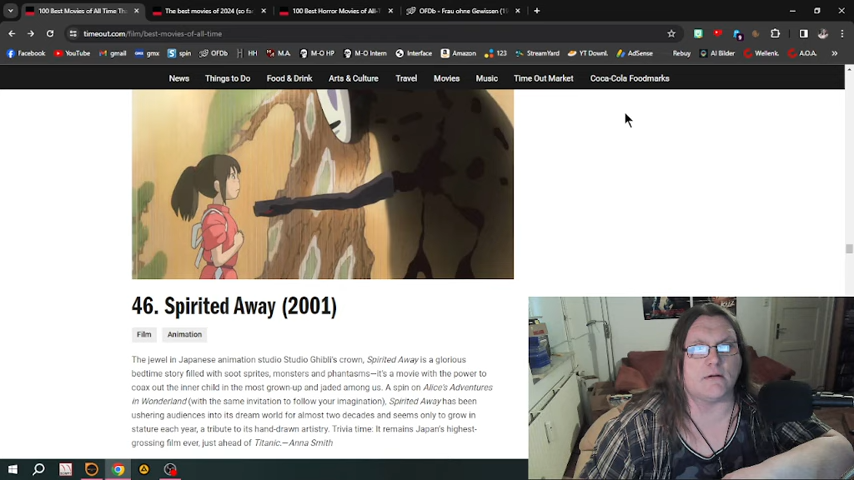 100 Best Movies of All Time Th
The best movies of 2024 (so fa
100 Best Horror Movies of All-T
OFDb - Frau ohne Gewissen (1
timeout.com/film/best-movies-of-all-time
Facebook YouTube gmail gmx spin OFDb HH M.A. M-O HP M-O Intern Interface Amazon 123 StreamYard YT Downl. AdSense Rebuy AI Bilder Wellenk. A.O.A.
News Things to Do Food & Drink Arts & Culture Travel Movies Music Time Out Market Coca-Cola Foodmarks
46. Spirited Away (2001)
Film Animation
The jewel in Japanese animation studio Studio Ghibli's crown, Spirited Away is a glorious
bedtime story filled with soot sprites, monsters and phantasms—it's a movie with the power to
coax out the inner child in the most grown-up and jaded among us. A spin on Alice's Adventures
in Wonderland (with the same invitation to follow your imagination), Spirited Away has been
ushering audiences into its dream world for almost two decades and seems only to grow in
stature each year, a tribute to its hand-drawn artistry. Trivia time: It remains Japan's highest-
grossing film ever, just ahead of Titanic.—Anna Smith